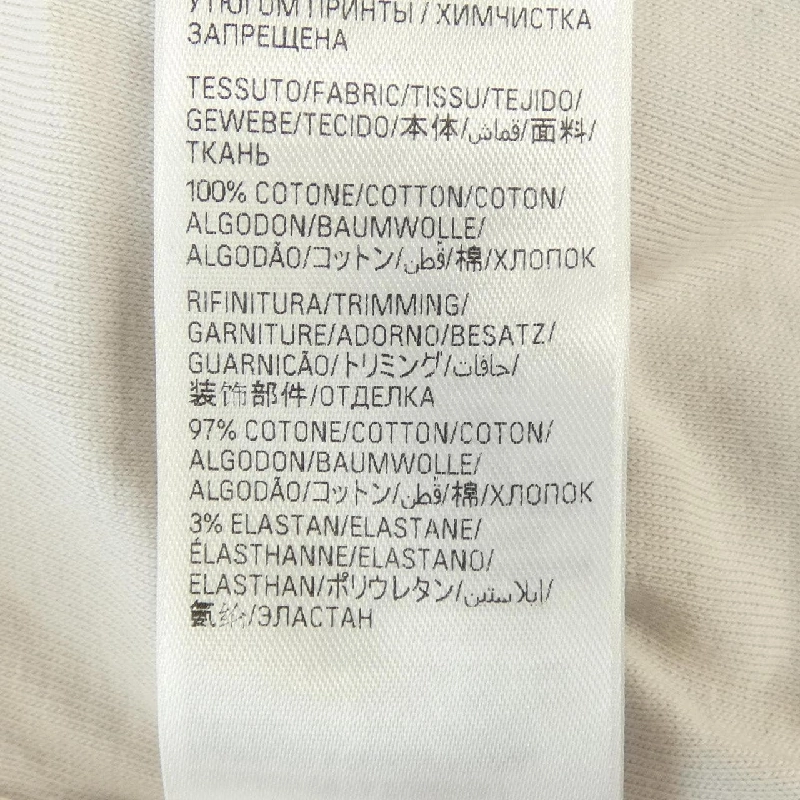 УТЮГОМ ПРИНТЫ / ХИМЧИСТКА
ЗАПРЕЩЕНА
TESSUTO/FABRIC/TISSU/TEJIDO/
GEWEBE/TECIDO/本体/قماش/面料/
ТКАНЬ
100% COTONE/COTTON/COTON/
ALGODON/BAUMWOLLE/
ALGODÃO/コットン/قطن/棉/ХЛОПОК
RIFINITURA/TRIMMING/
GARNITURE/ADORNO/BESATZ/
GUARNICÃO/トリミング/حافات/
装饰部件/ОТДЕЛКА
97% COTONE/COTTON/COTON/
ALGODON/BAUMWOLLE/
ALGODÃO/コットン/قطن/棉/ХЛОПОК
3% ELASTAN/ELASTANE/
ÉLASTHANNE/ELASTANO/
ELASTHAN/ポリウレタン/ايلاستين/
氨纶/ЭЛАСТАН